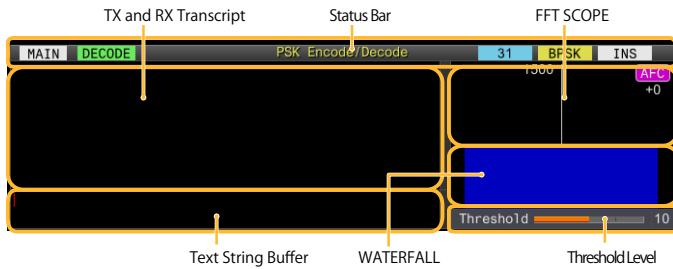 TX and RX Transcript Status Bar FFT SCOPE
MAIN DECODE PSK Encode/Decode 31 BPSK INS
1500 AFC
+0
Threshold 10
Text String Buffer WATERFALL Threshold Level